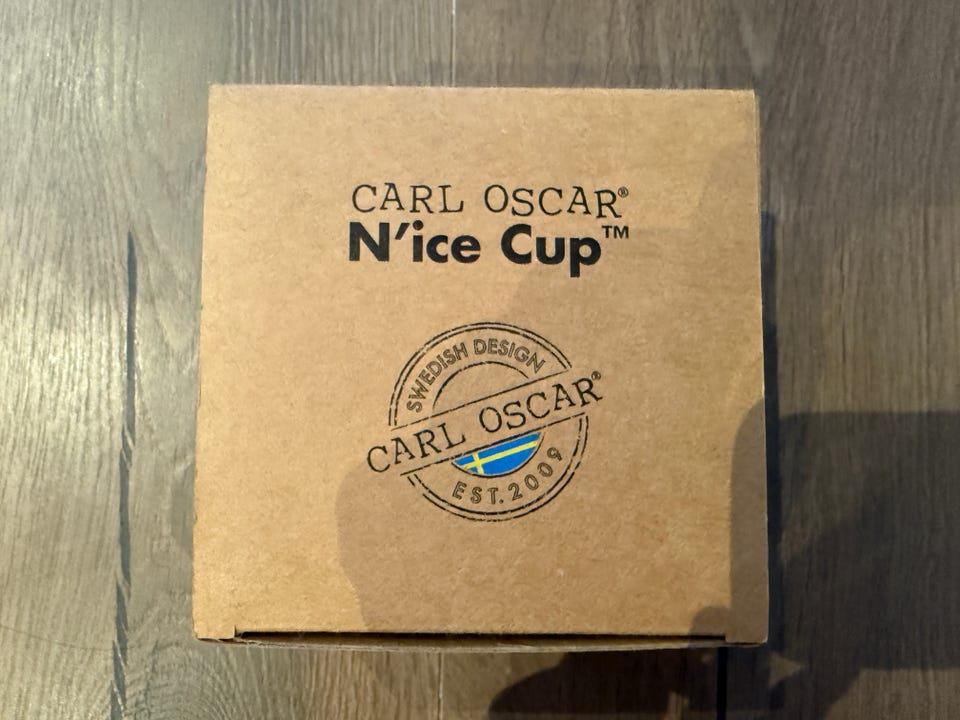 CARL OSCAR®
N'ice Cup™
SWEDISH DESIGN
CARL OSCAR®
EST. 2009